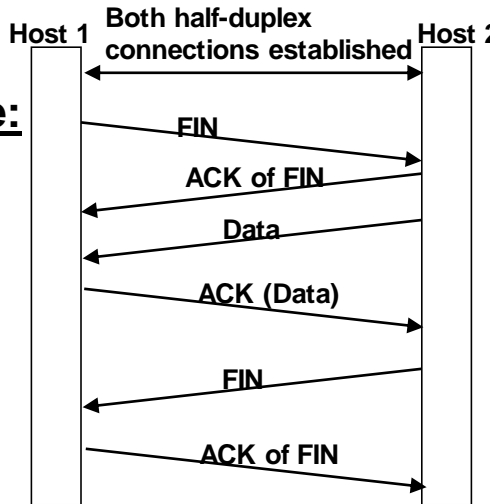 Both half-duplex
connections established
Host 1
Host 2
e:
FIN
ACK of FIN
Data
ACK (Data)
FIN
ACK of FIN